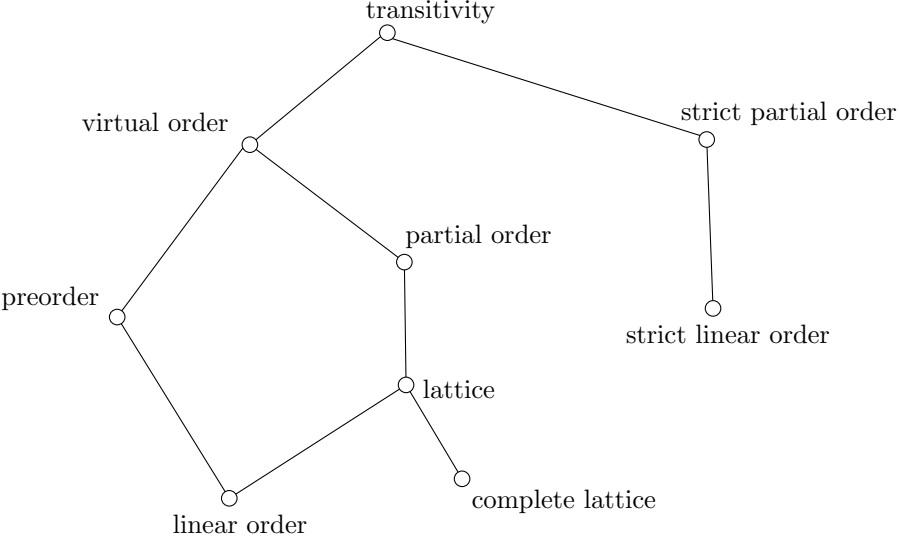 transitivity
strict partial order
virtual order
partial order
preorder
strict linear order
lattice
complete lattice
linear order